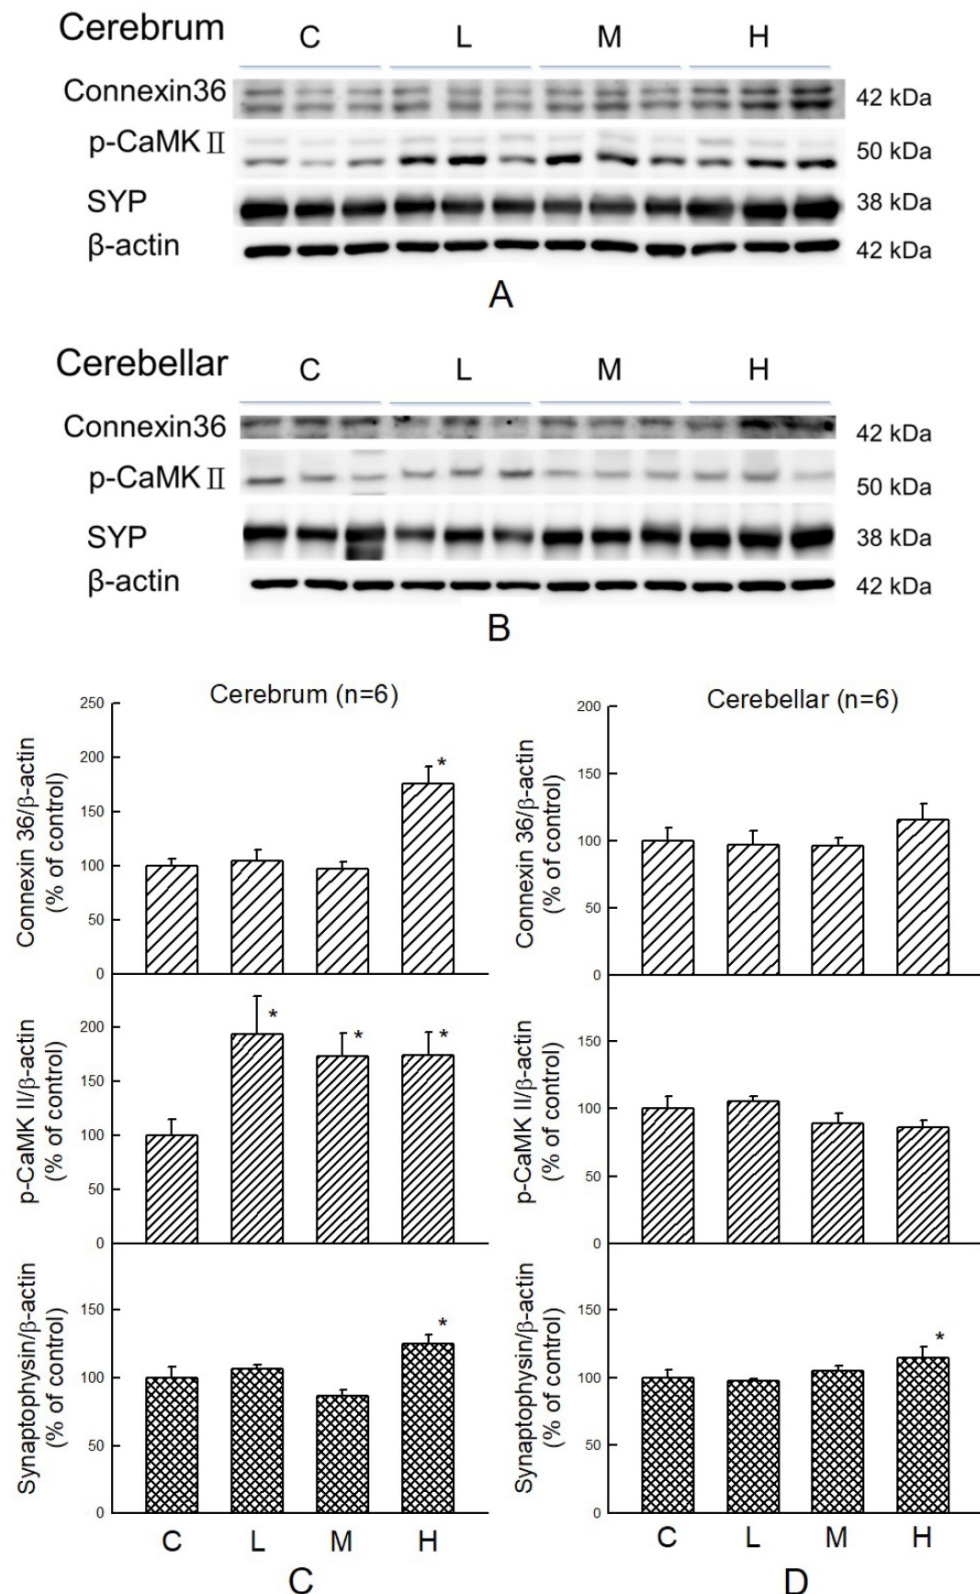 Cerebrum
C L M H
Connexin36 42 kDa
p-CaMK Ⅱ 50 kDa
SYP 38 kDa
β-actin 42 kDa
A
Cerebellar
C L M H
Connexin36 42 kDa
p-CaMK Ⅱ 50 kDa
SYP 38 kDa
β-actin 42 kDa
B
Cerebrum (n=6)
Connexin 36/β-actin
(% of control)
250
200
150
100
50
0
*
p-CaMK II/β-actin
(% of control)
200
150
100
50
0
* * *
Synaptophysin/β-actin
(% of control)
150
100
50
0
*
C L M H
C
Cerebellar (n=6)
Connexin 36/β-actin
(% of control)
200
150
100
50
0
p-CaMK II/β-actin
(% of control)
150
100
50
0
Synaptophysin/β-actin
(% of control)
150
100
50
0
*
C L M H
D